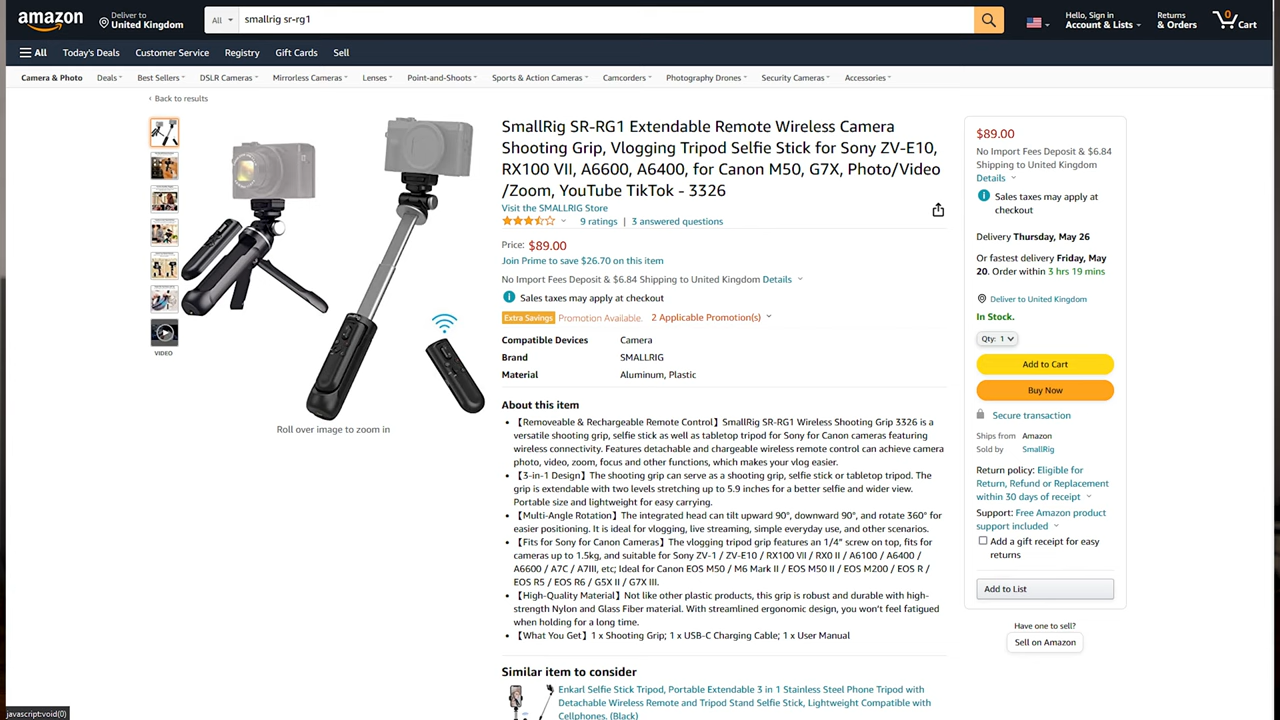 amazon
Deliver to
United Kingdom
All
smallrig sr-rg1
Hello, Sign in
Account & Lists
Returns
& Orders
0
Cart
All
Today's Deals
Customer Service
Registry
Gift Cards
Sell
Camera & Photo
Deals
Best Sellers
DSLR Cameras
Mirrorless Cameras
Lenses
Point-and-Shoots
Sports & Action Cameras
Camcorders
Photography Drones
Security Cameras
Accessories
‹ Back to results
VIDEO
Roll over image to zoom in
SmallRig SR-RG1 Extendable Remote Wireless Camera
Shooting Grip, Vlogging Tripod Selfie Stick for Sony ZV-E10,
RX100 VII, A6600, A6400, for Canon M50, G7X, Photo/Video
/Zoom, YouTube TikTok - 3326
Visit the SMALLRIG Store
9 ratings | 3 answered questions
Price: $89.00
Join Prime to save $26.70 on this item
No Import Fees Deposit & $6.84 Shipping to United Kingdom Details
Sales taxes may apply at checkout
Extra Savings Promotion Available. 2 Applicable Promotion(s)
Compatible Devices Camera
Brand SMALLRIG
Material Aluminum, Plastic
About this item
• 【Removeable & Rechargeable Remote Control】SmallRig SR-RG1 Wireless Shooting Grip 3326 is a
versatile shooting grip, selfie stick as well as tabletop tripod for Sony for Canon cameras featuring
wireless connectivity. Features detachable and chargeable wireless remote control can achieve camera
photo, video, zoom, focus and other functions, which makes your vlog easier.
• 【3-in-1 Design】The shooting grip can serve as a shooting grip, selfie stick or tabletop tripod. The
grip is extendable with two levels stretching up to 5.9 inches for a better selfie and wider view.
Portable size and lightweight for easy carrying.
• 【Multi-Angle Rotation】The integrated head can tilt upward 90°, downward 90°, and rotate 360° for
easier positioning. It is ideal for vlogging, live streaming, simple everyday use, and other scenarios.
• 【Fits for Sony for Canon Cameras】The vlogging tripod grip features an 1/4" screw on top, fits for
cameras up to 1.5kg, and suitable for Sony ZV-1 / ZV-E10 / RX100 VII / RX0 II / A6100 / A6400 /
A6600 / A7C / A7III, etc; Ideal for Canon EOS M50 / M6 Mark II / EOS M50 II / EOS M200 / EOS R /
EOS R5 / EOS R6 / G5X II / G7X III.
• 【High-Quality Material】Not like other plastic products, this grip is robust and durable with high-
strength Nylon and Glass Fiber material. With streamlined ergonomic design, you won't feel fatigued
when holding for a long time.
• 【What You Get】1 x Shooting Grip; 1 x USB-C Charging Cable; 1 x User Manual
Similar item to consider
Enkarl Selfie Stick Tripod, Portable Extendable 3 in 1 Stainless Steel Phone Tripod with
Detachable Wireless Remote and Tripod Stand Selfie Stick, Lightweight Compatible with
Cellphones. (Black)
$89.00
No Import Fees Deposit & $6.84
Shipping to United Kingdom
Details
Sales taxes may apply at
checkout
Delivery Thursday, May 26
Or fastest delivery Friday, May
20. Order within 3 hrs 19 mins
Deliver to United Kingdom
In Stock.
Qty: 1
Add to Cart
Buy Now
Secure transaction
Ships from Amazon
Sold by SmallRig
Return policy: Eligible for
Return, Refund or Replacement
within 30 days of receipt
Support: Free Amazon product
support included
Add a gift receipt for easy
returns
Add to List
Have one to sell?
Sell on Amazon
javascript:void(0)